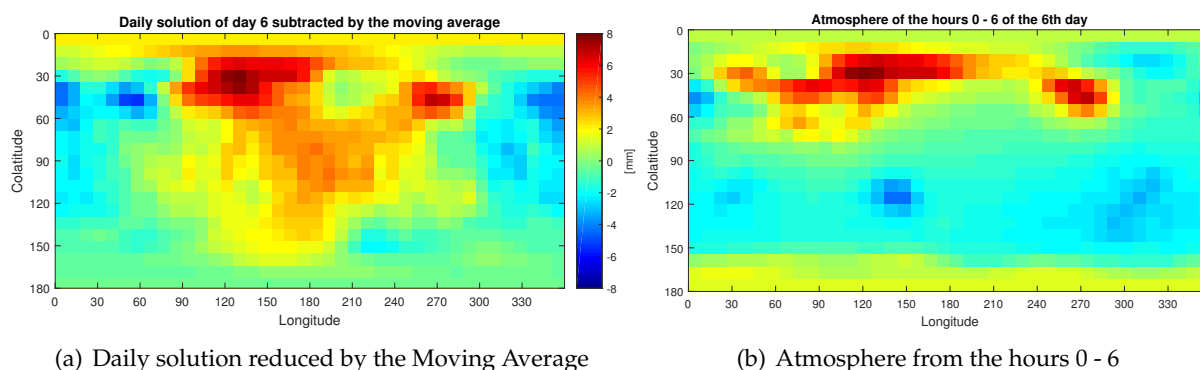 Daily solution of day 6 subtracted by the moving average
0
30
60
90
120
150
180
Colatitude
0 30 60 90 120 150 180 210 240 270 300 330
Longitude
8
6
4
2
0
-2
-4
-6
-8
[mm]
(a) Daily solution reduced by the Moving Average
Atmosphere of the hours 0 - 6 of the 6th day
0
30
60
90
120
150
180
Colatitude
0 30 60 90 120 150 180 210 240 270 300 330
Longitude
(b) Atmosphere from the hours 0 - 6